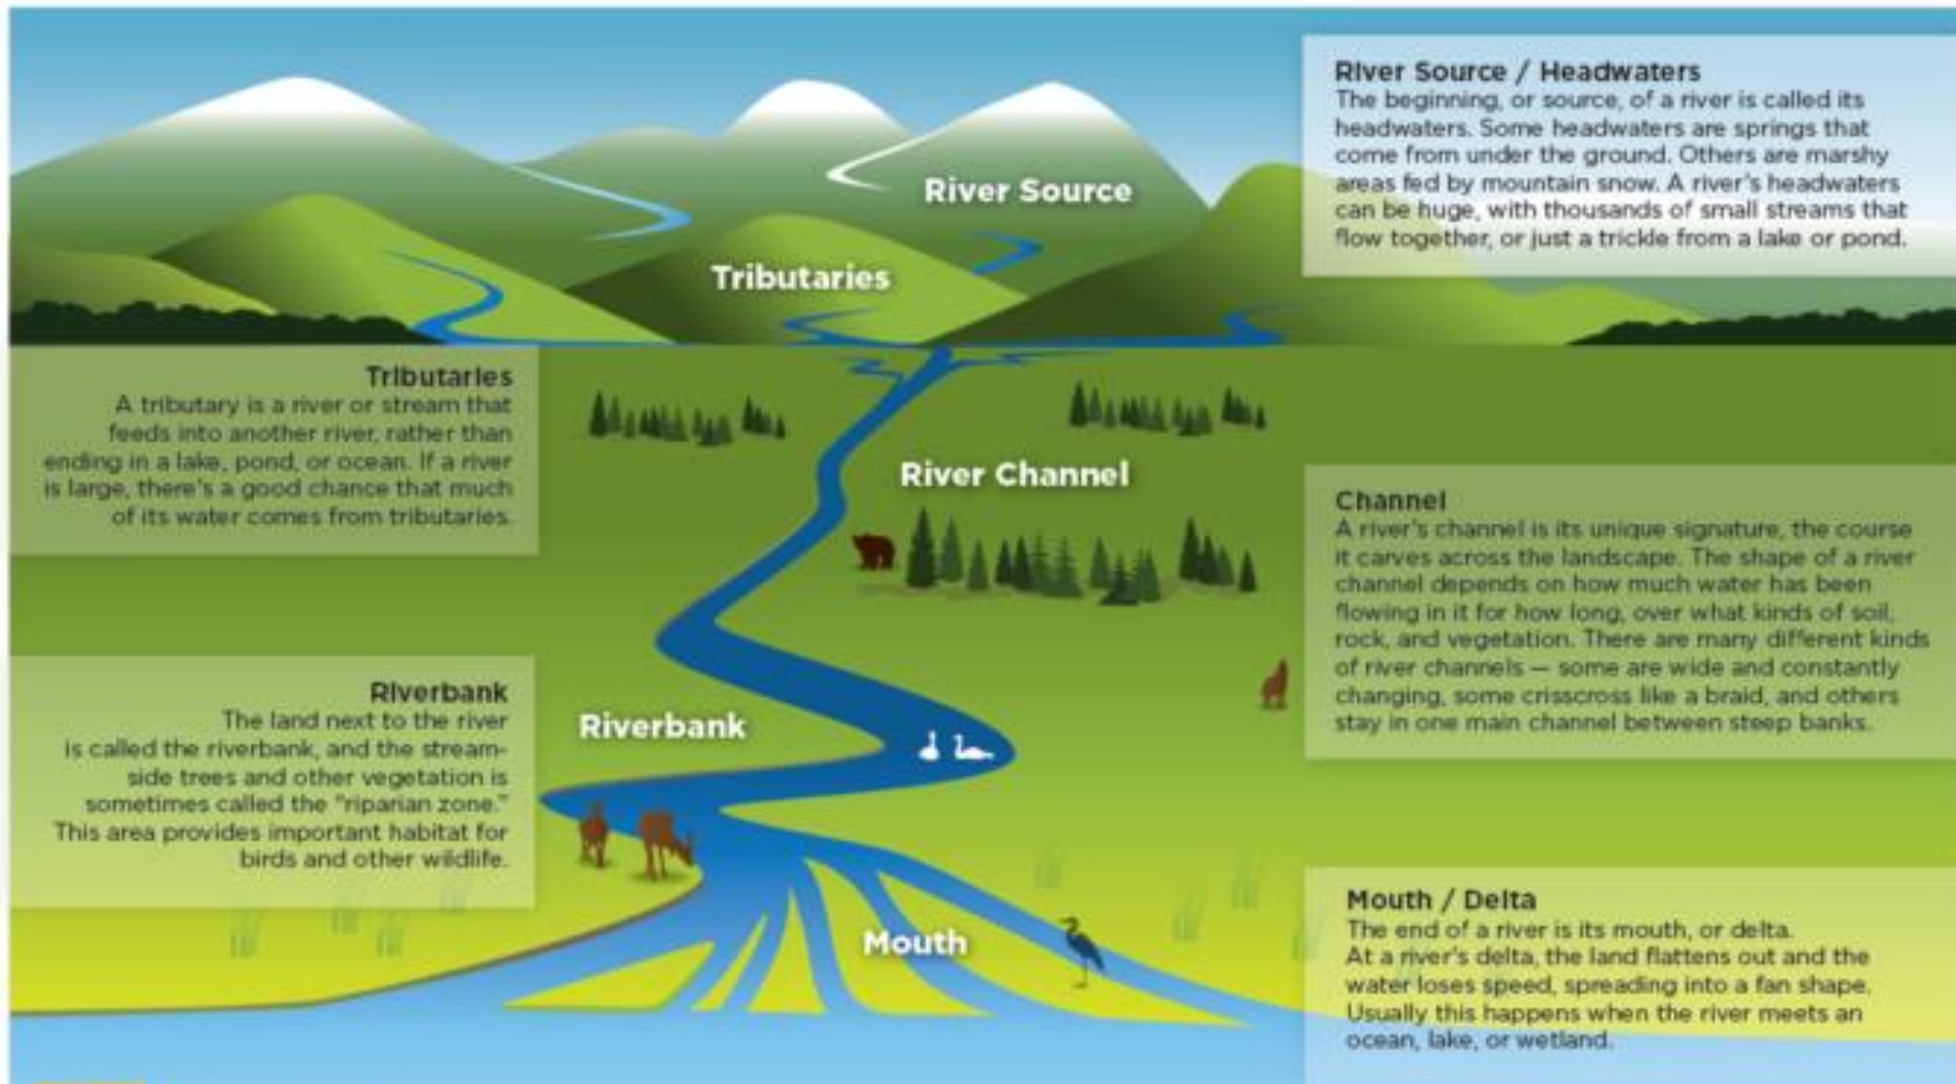 River Source / Headwaters
The beginning, or source, of a river is called its
headwaters. Some headwaters are springs that
come from under the ground. Others are marshy
areas fed by mountain snow. A river's headwaters
can be huge, with thousands of small streams that
flow together, or just a trickle from a lake or pond.
River Source
Tributaries
Tributaries
A tributary is a river or stream that
feeds into another river, rather than
ending in a lake, pond, or ocean. If a river
is large, there's a good chance that much
of its water comes from tributaries.
River Channel
Channel
A river's channel is its unique signature, the course
it carves across the landscape. The shape of a river
channel depends on how much water has been
flowing in it for how long, over what kinds of soil,
rock, and vegetation. There are many different kinds
of river channels — some are wide and constantly
changing, some crisscross like a braid, and others
stay in one main channel between steep banks.
Riverbank
The land next to the river
is called the riverbank, and the stream-
side trees and other vegetation is
sometimes called the "riparian zone."
This area provides important habitat for
birds and other wildlife.
Riverbank
Mouth
Mouth / Delta
The end of a river is its mouth, or delta.
At a river's delta, the land flattens out and the
water loses speed, spreading into a fan shape.
Usually this happens when the river meets an
ocean, lake, or wetland.